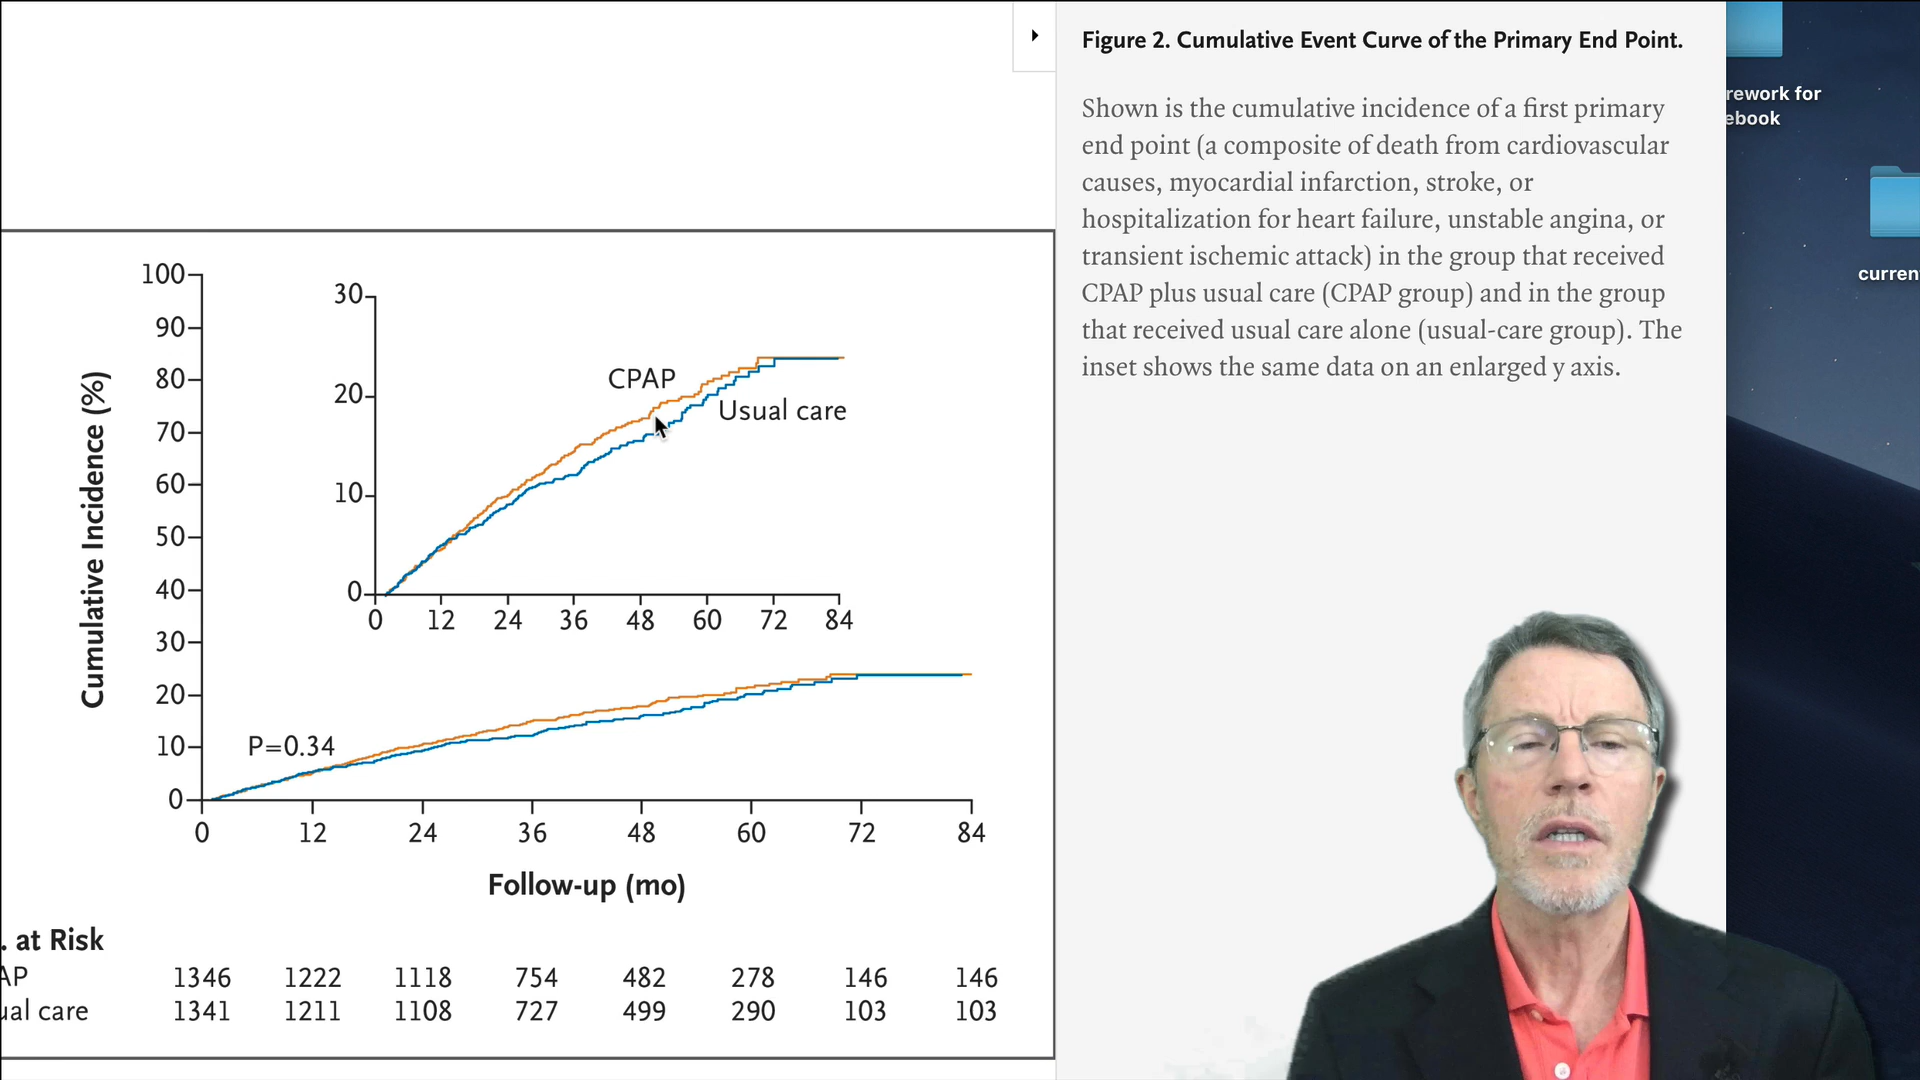 Figure 2. Cumulative Event Curve of the Primary End Point.
Shown is the cumulative incidence of a first primary
end point (a composite of death from cardiovascular
causes, myocardial infarction, stroke, or
hospitalization for heart failure, unstable angina, or
transient ischemic attack) in the group that received
CPAP plus usual care (CPAP group) and in the group
that received usual care alone (usual-care group). The
inset shows the same data on an enlarged y axis.
rework for
ebook
curren
Cumulative Incidence (%)
100
90
80
70
60
50
40
30
20
10
0
30
20
10
0
CPAP
Usual care
0 12 24 36 48 60 72 84
P=0.34
0 12 24 36 48 60 72 84
Follow-up (mo)
. at Risk
AP 1346 1222 1118 754 482 278 146 146
ual care 1341 1211 1108 727 499 290 103 103